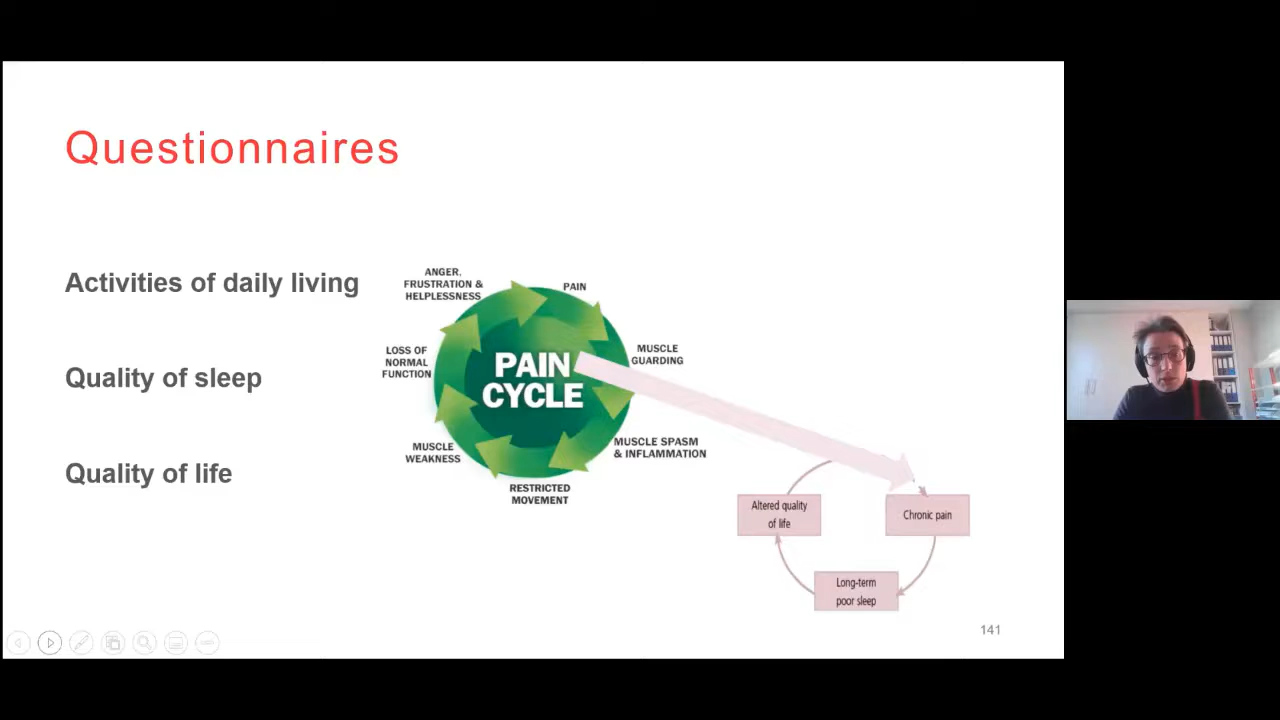 Questionnaires
Activities of daily living
Quality of sleep
Quality of life
ANGER,
FRUSTRATION &
HELPLESSNESS
PAIN
MUSCLE
GUARDING
MUSCLE SPASM
& INFLAMMATION
RESTRICTED
MOVEMENT
MUSCLE
WEAKNESS
LOSS OF
NORMAL
FUNCTION
PAIN
CYCLE
Altered quality
of life
Chronic pain
Long-term
poor sleep
141